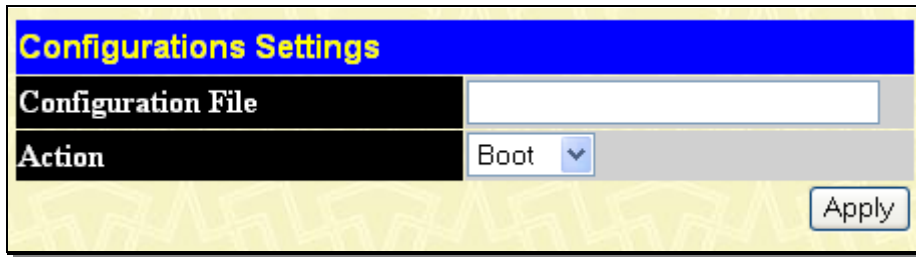 Configurations Settings
Configuration File
Action Boot
Apply